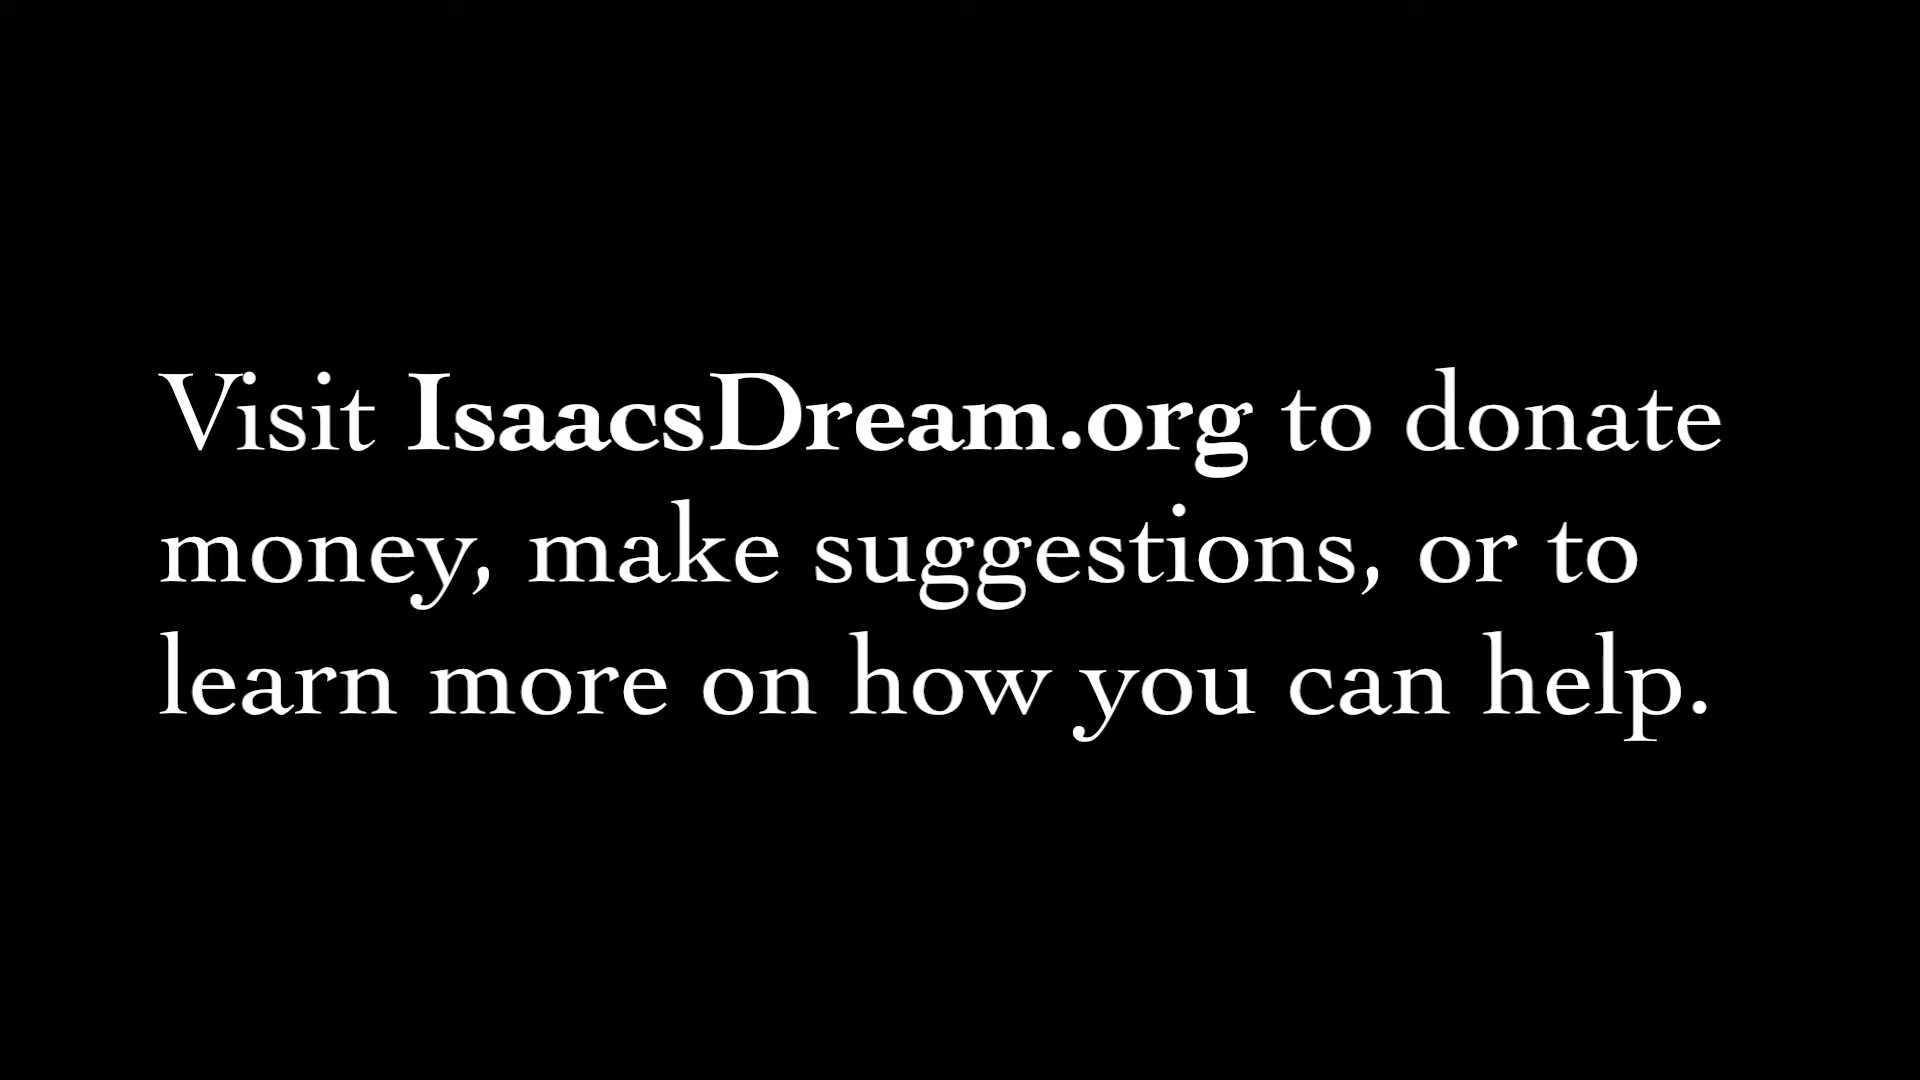 Visit IsaacsDream.org to donate
money, make suggestions, or to
learn more on how you can help.